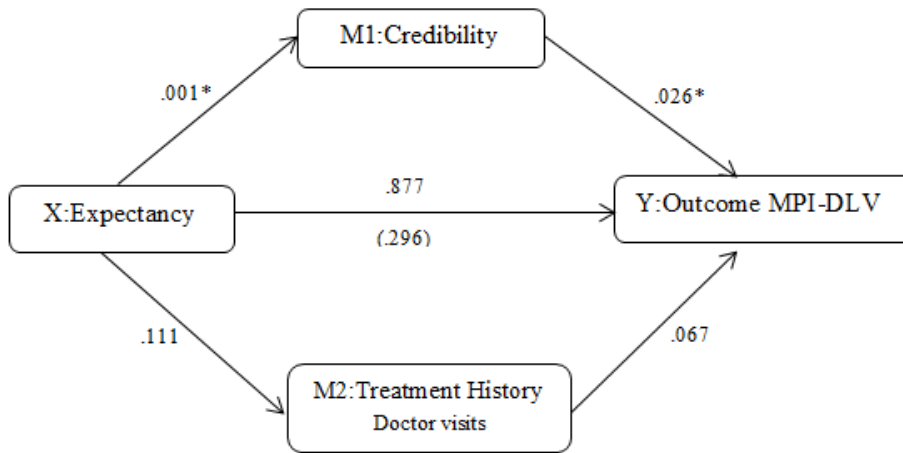 M1:Credibility
.001*
.026*
.877
X:Expectancy
Y:Outcome MPI-DLV
(.296)
.111
.067
M2:Treatment History
Doctor visits